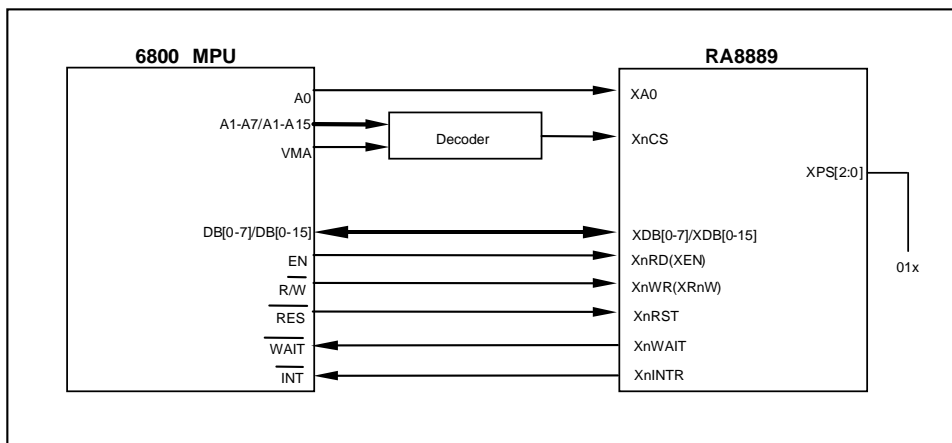 6800 MPU
RA8889
A0
XA0
A1-A7/A1-A15
Decoder
XnCS
VMA
XPS[2:0]
DB[0-7]/DB[0-15]
XDB[0-7]/XDB[0-15]
EN
XnRD(XEN)
01x
R/W
XnWR(XRnW)
RES
XnRST
WAIT
XnWAIT
INT
XnINTR